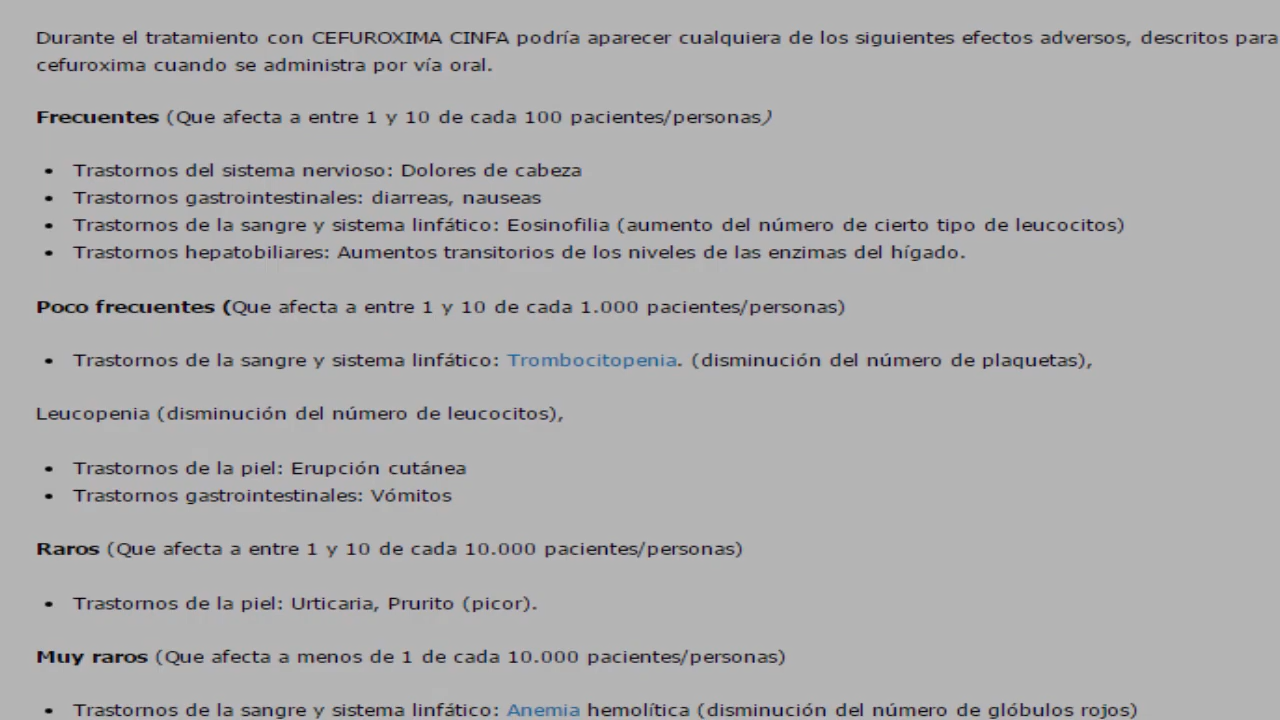 Durante el tratamiento con CEFUROXIMA CINFA podría aparecer cualquiera de los siguientes efectos adversos, descritos para
cefuroxima cuando se administra por vía oral.
Frecuentes (Que afecta a entre 1 y 10 de cada 100 pacientes/personas)
• Trastornos del sistema nervioso: Dolores de cabeza
• Trastornos gastrointestinales: diarreas, nauseas
• Trastornos de la sangre y sistema linfático: Eosinofilia (aumento del número de cierto tipo de leucocitos)
• Trastornos hepatobiliares: Aumentos transitorios de los niveles de las enzimas del hígado.
Poco frecuentes (Que afecta a entre 1 y 10 de cada 1.000 pacientes/personas)
• Trastornos de la sangre y sistema linfático: Trombocitopenia. (disminución del número de plaquetas),
Leucopenia (disminución del número de leucocitos),
• Trastornos de la piel: Erupción cutánea
• Trastornos gastrointestinales: Vómitos
Raros (Que afecta a entre 1 y 10 de cada 10.000 pacientes/personas)
• Trastornos de la piel: Urticaria, Prurito (picor).
Muy raros (Que afecta a menos de 1 de cada 10.000 pacientes/personas)
• Trastornos de la sangre y sistema linfático: Anemia hemolítica (disminución del número de glóbulos rojos)